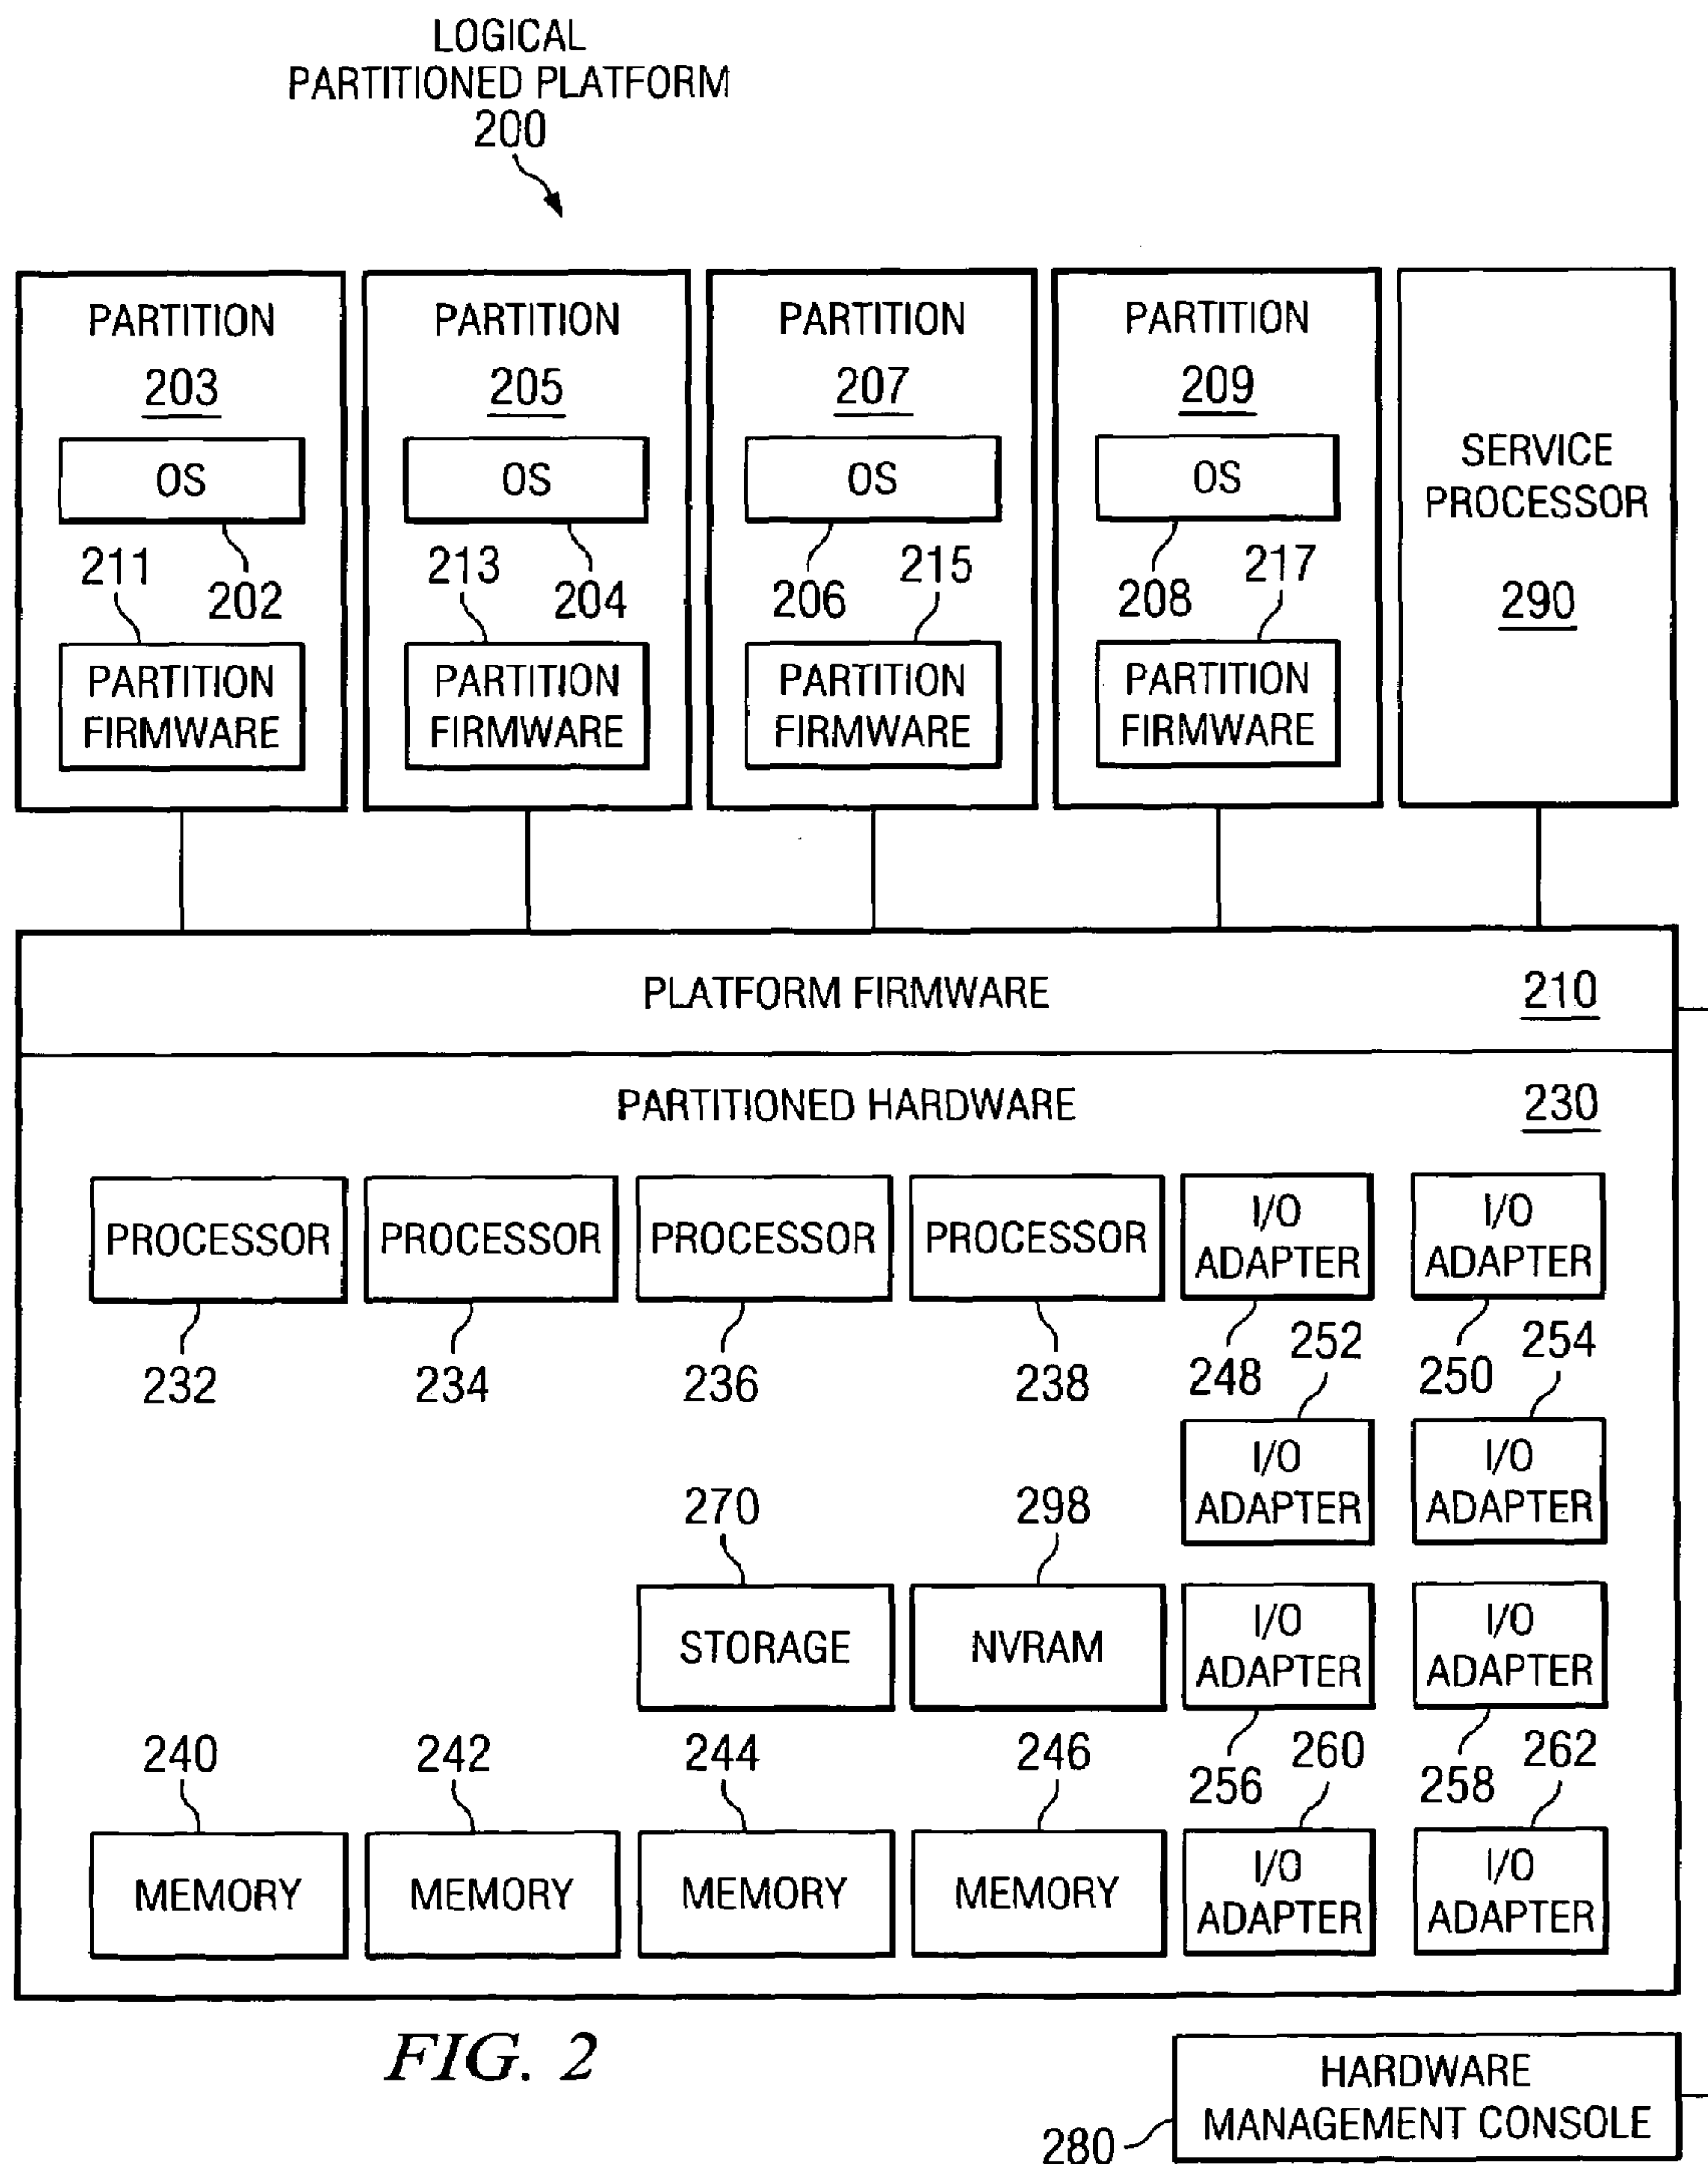 LOGICAL
PARTITIONED PLATFORM
200
PARTITION
203
OS
202
211
PARTITION
FIRMWARE
PARTITION
205
OS
204
213
PARTITION
FIRMWARE
PARTITION
207
OS
206
215
PARTITION
FIRMWARE
PARTITION
209
OS
208
217
PARTITION
FIRMWARE
SERVICE
PROCESSOR
290
PLATFORM FIRMWARE
210
PARTITIONED HARDWARE
230
PROCESSOR
232
PROCESSOR
234
PROCESSOR
236
PROCESSOR
238
I/O
ADAPTER
248
I/O
ADAPTER
250
252
I/O
ADAPTER
254
I/O
ADAPTER
270
STORAGE
298
NVRAM
I/O
ADAPTER
256
I/O
ADAPTER
258
240
MEMORY
242
MEMORY
244
MEMORY
246
MEMORY
260
I/O
ADAPTER
262
I/O
ADAPTER
FIG. 2
HARDWARE
MANAGEMENT CONSOLE
280